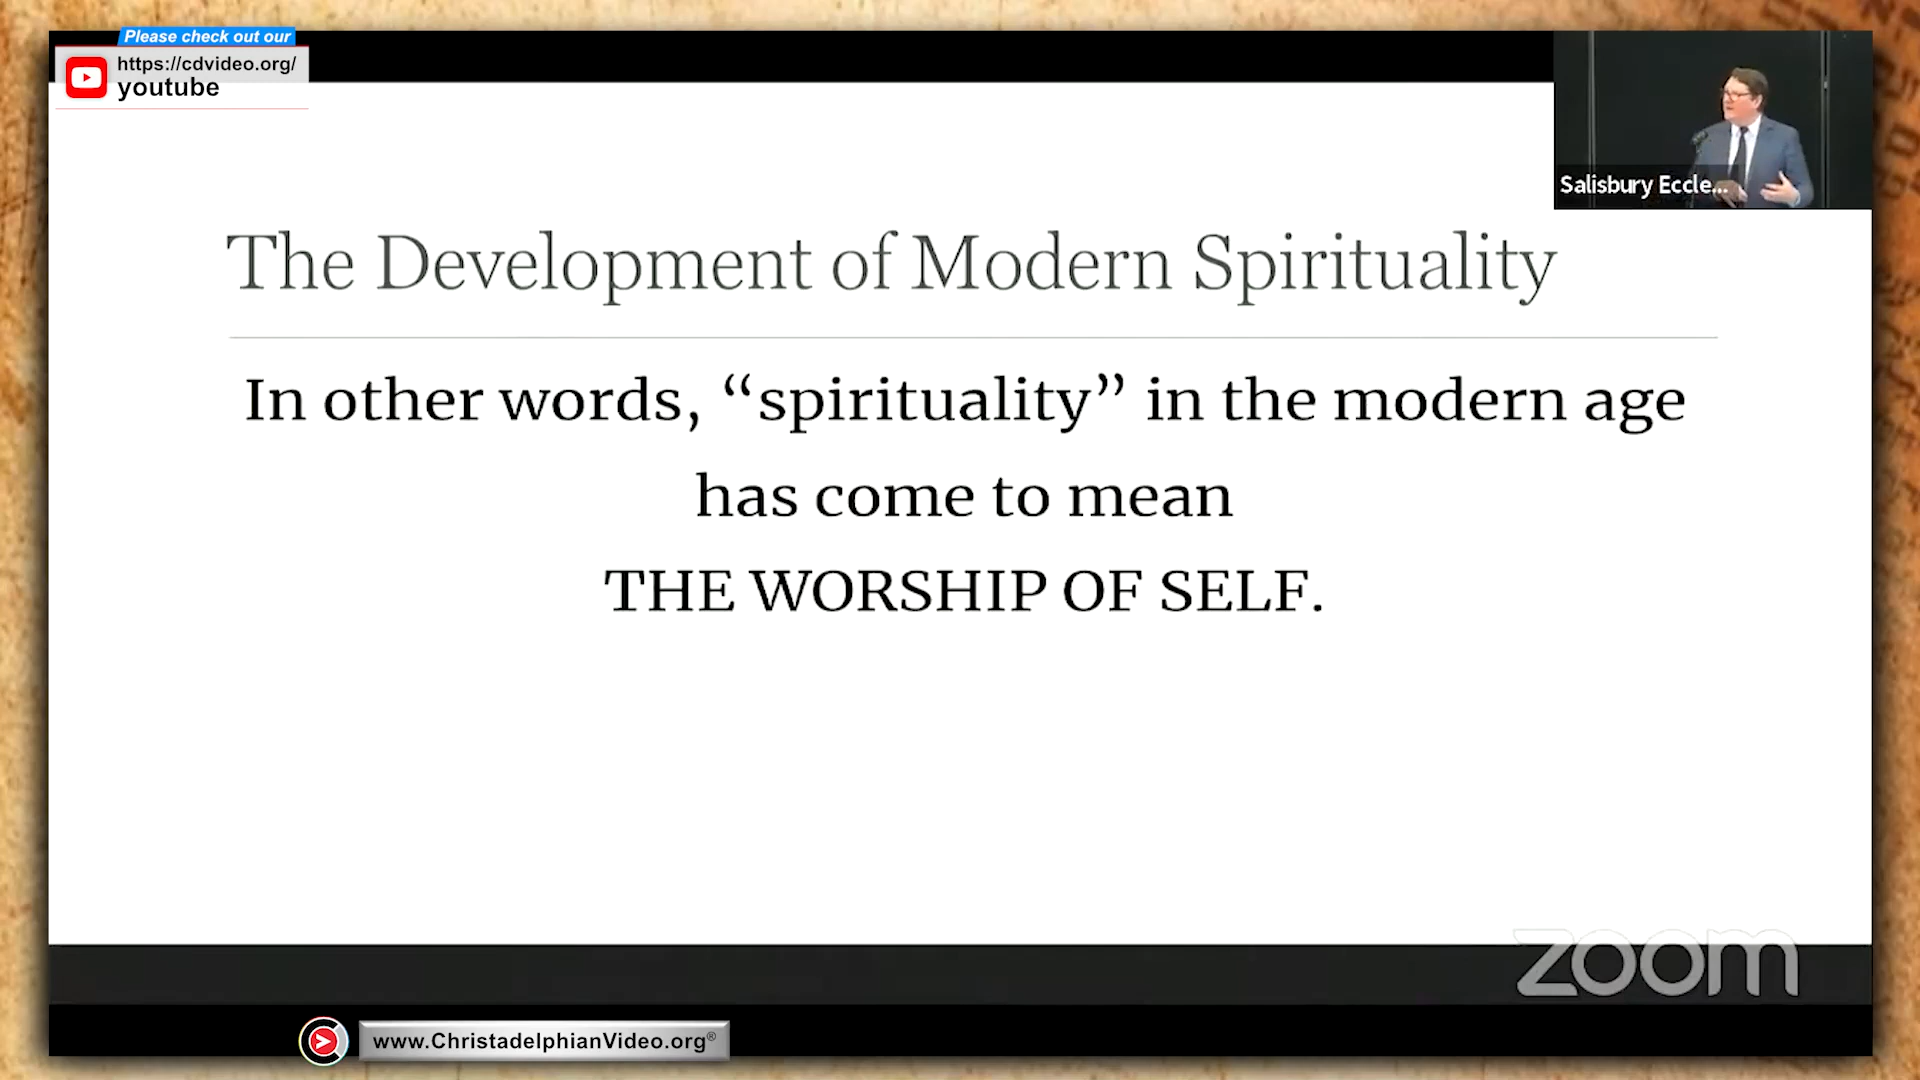 Please check out our
https://cdvideo.org/
youtube
Salisbury Eccle...
The Development of Modern Spirituality
In other words, “spirituality” in the modern age
has come to mean
THE WORSHIP OF SELF.
zoom
www.ChristadelphianVideo.org®